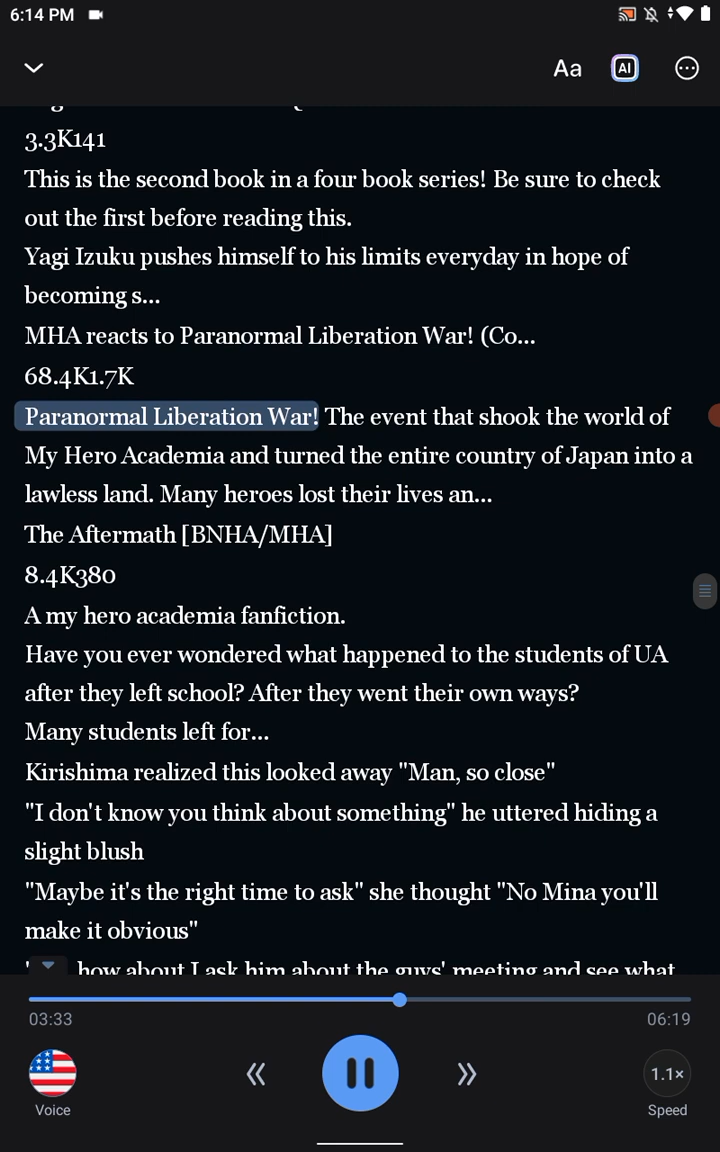 6:14 PM
Aa
AI
3.3K141
This is the second book in a four book series! Be sure to check
out the first before reading this.
Yagi Izuku pushes himself to his limits everyday in hope of
becoming s...
MHA reacts to Paranormal Liberation War! (Co...
68.4K1.7K
Paranormal Liberation War! The event that shook the world of
My Hero Academia and turned the entire country of Japan into a
lawless land. Many heroes lost their lives an...
The Aftermath [BNHA/MHA]
8.4K380
A my hero academia fanfiction.
Have you ever wondered what happened to the students of UA
after they left school? After they went their own ways?
Many students left for...
Kirishima realized this looked away "Man, so close"
"I don't know you think about something" he uttered hiding a
slight blush
"Maybe it's the right time to ask" she thought "No Mina you'll
make it obvious"
how about I ask him about the guys' meeting and see what
03:33
06:19
1.1×
Voice
Speed